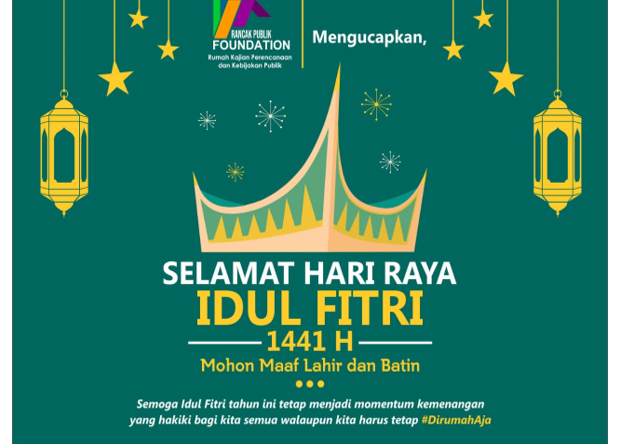 RANCAK PUBLIK
FOUNDATION
Rumah Kajian Perencanaan
dan Kebijakan Publik
Mengucapkan,
SELAMAT HARI RAYA
IDUL FITRI
1441 H
Mohon Maaf Lahir dan Batin
Semoga Idul Fitri tahun ini tetap menjadi momentum kemenangan
yang hakiki bagi kita semua walaupun kita harus tetap #DirumahAja